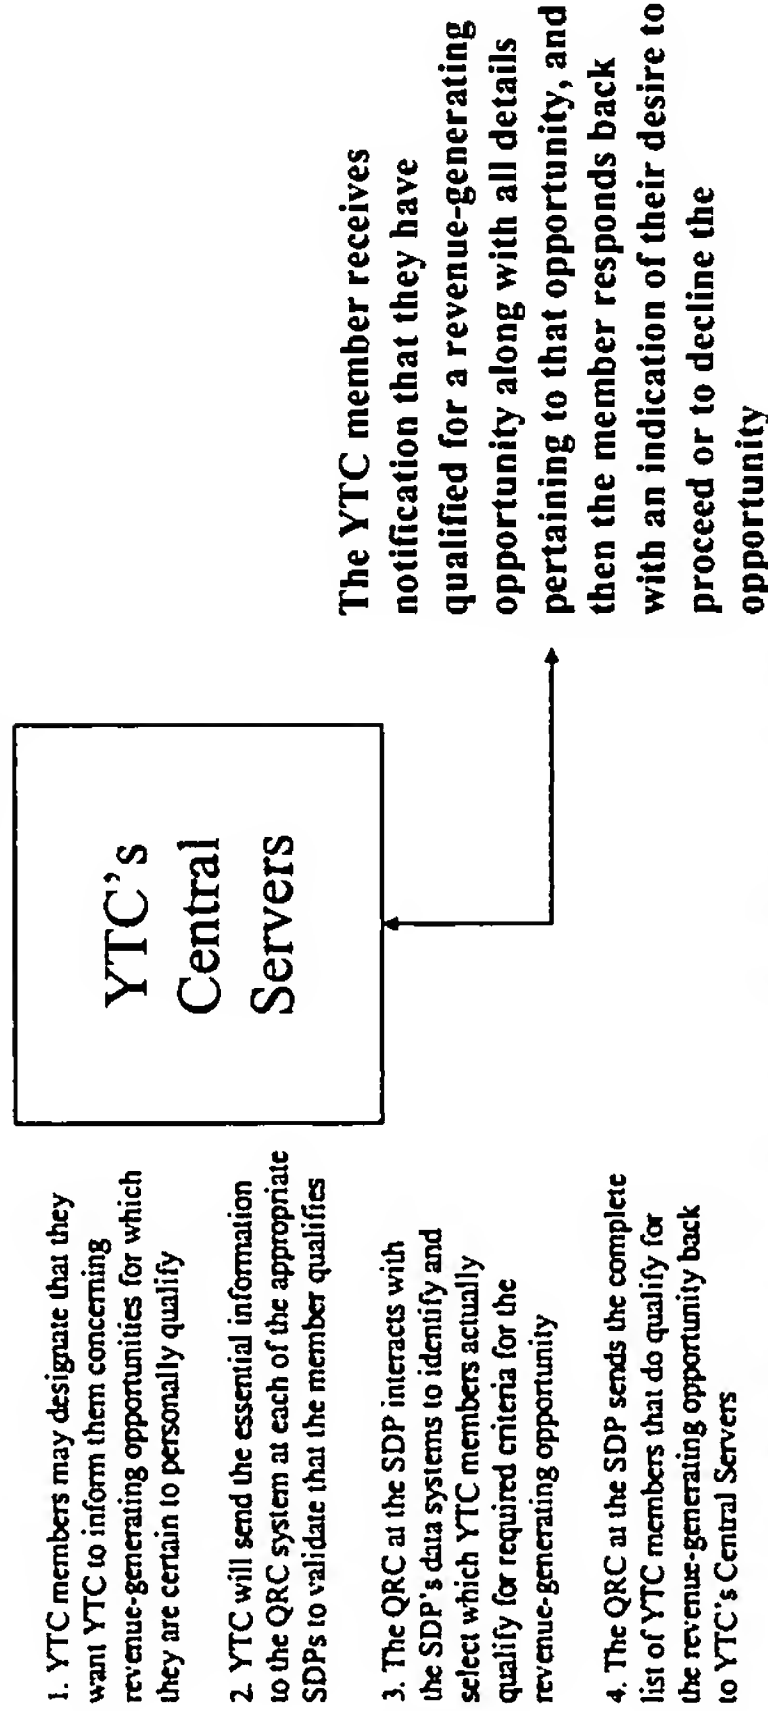 1. YTC members may designate that they
want YTC to inform them concerning
revenue-generating opportunities for which
they are certain to personally qualify
2. YTC will send the essential information
to the QRC system at each of the appropriate
SDPs to validate that the member qualifies
3. The QRC at the SDP interacts with
the SDP's data systems to identify and
select which YTC members actually
qualify for required criteria for the
revenue-generating opportunity
4. The QRC at the SDP sends the complete
list of YTC members that do qualify for
the revenue-generating opportunity back
to YTC's Central Servers
YTC's
Central
Servers
The YTC member receives
notification that they have
qualified for a revenue-generating
opportunity along with all details
pertaining to that opportunity, and
then the member responds back
with an indication of their desire to
proceed or to decline the
opportunity